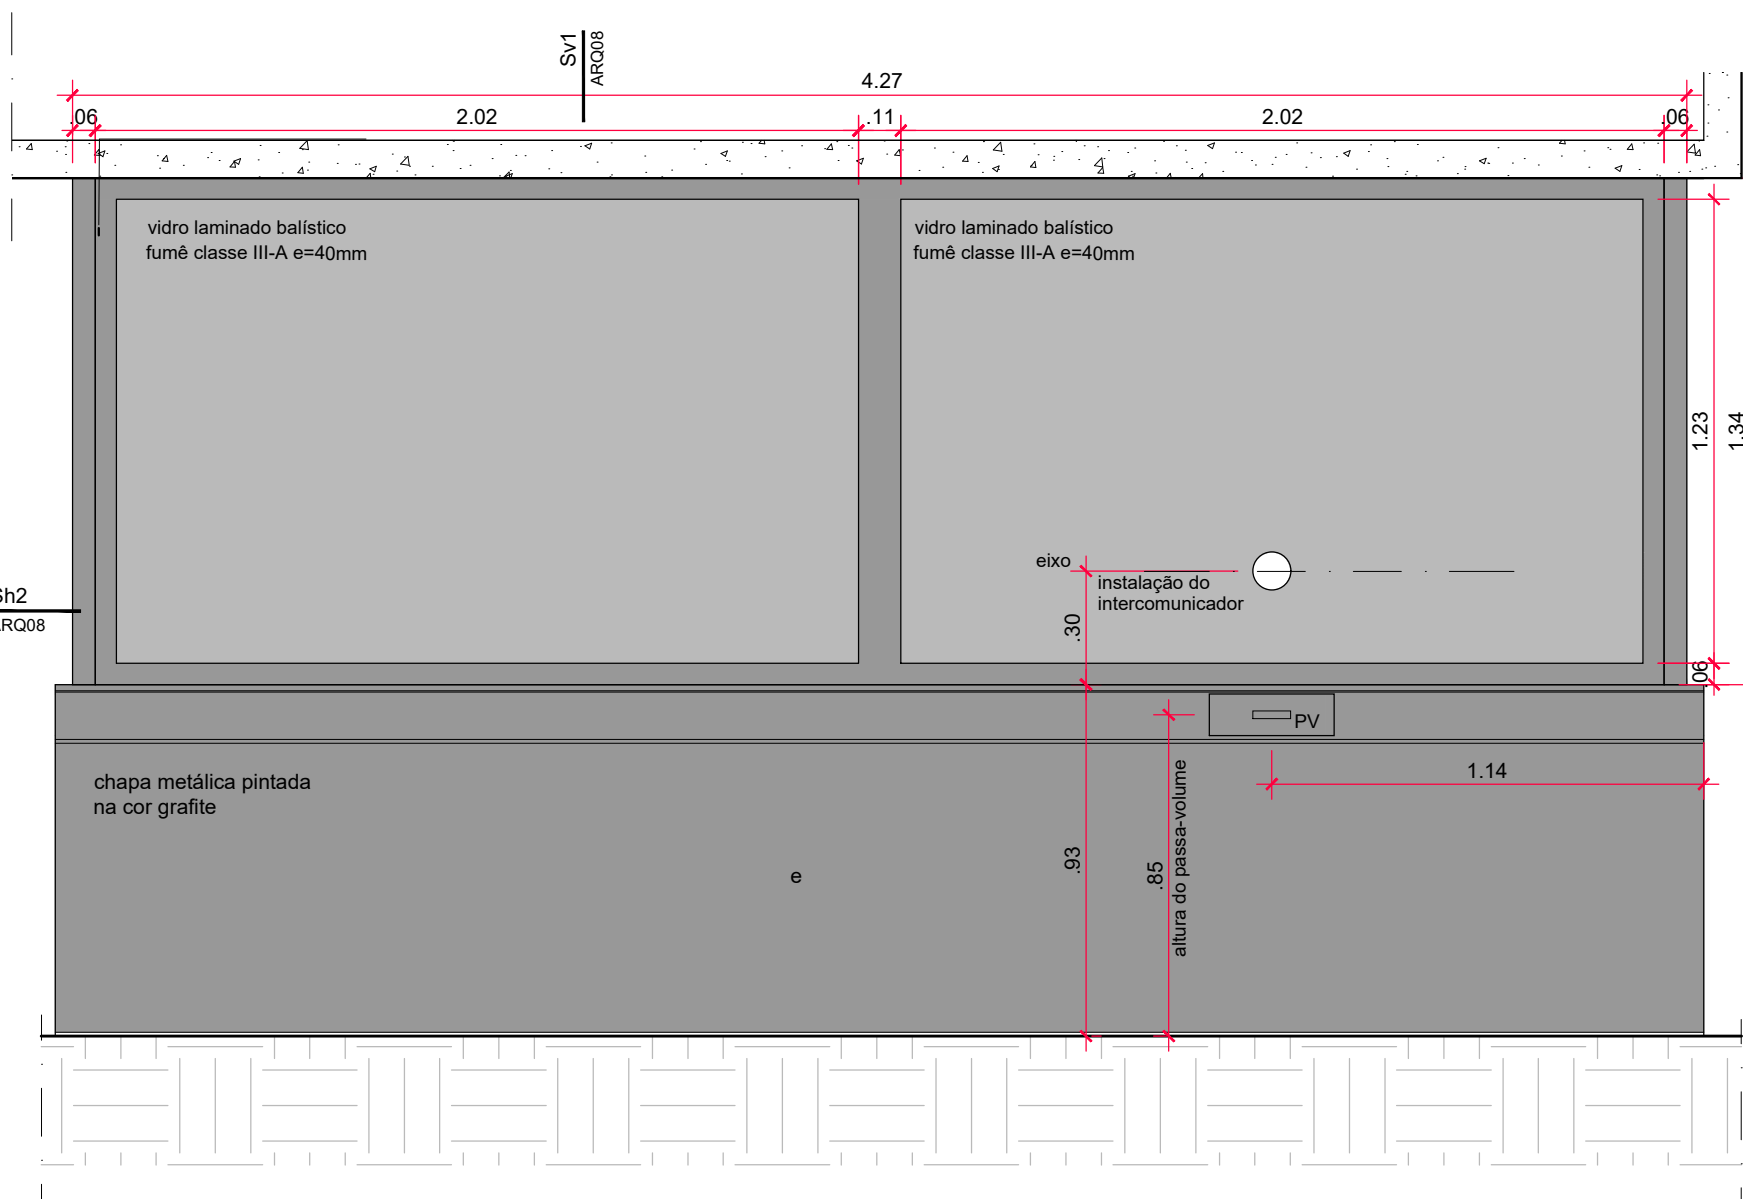 Sv1
ARQ08
4.27
.06
2.02
.11
2.02
.06
vidro laminado balístico
fumê classe III-A e=40mm
vidro laminado balístico
fumê classe III-A e=40mm
1.23
1.34
eixo
instalação do
intercomunicador
.30
Sh2
ARQ08
.06
PV
1.14
chapa metálica pintada
na cor grafite
.93
.85
altura do passa-volume
e